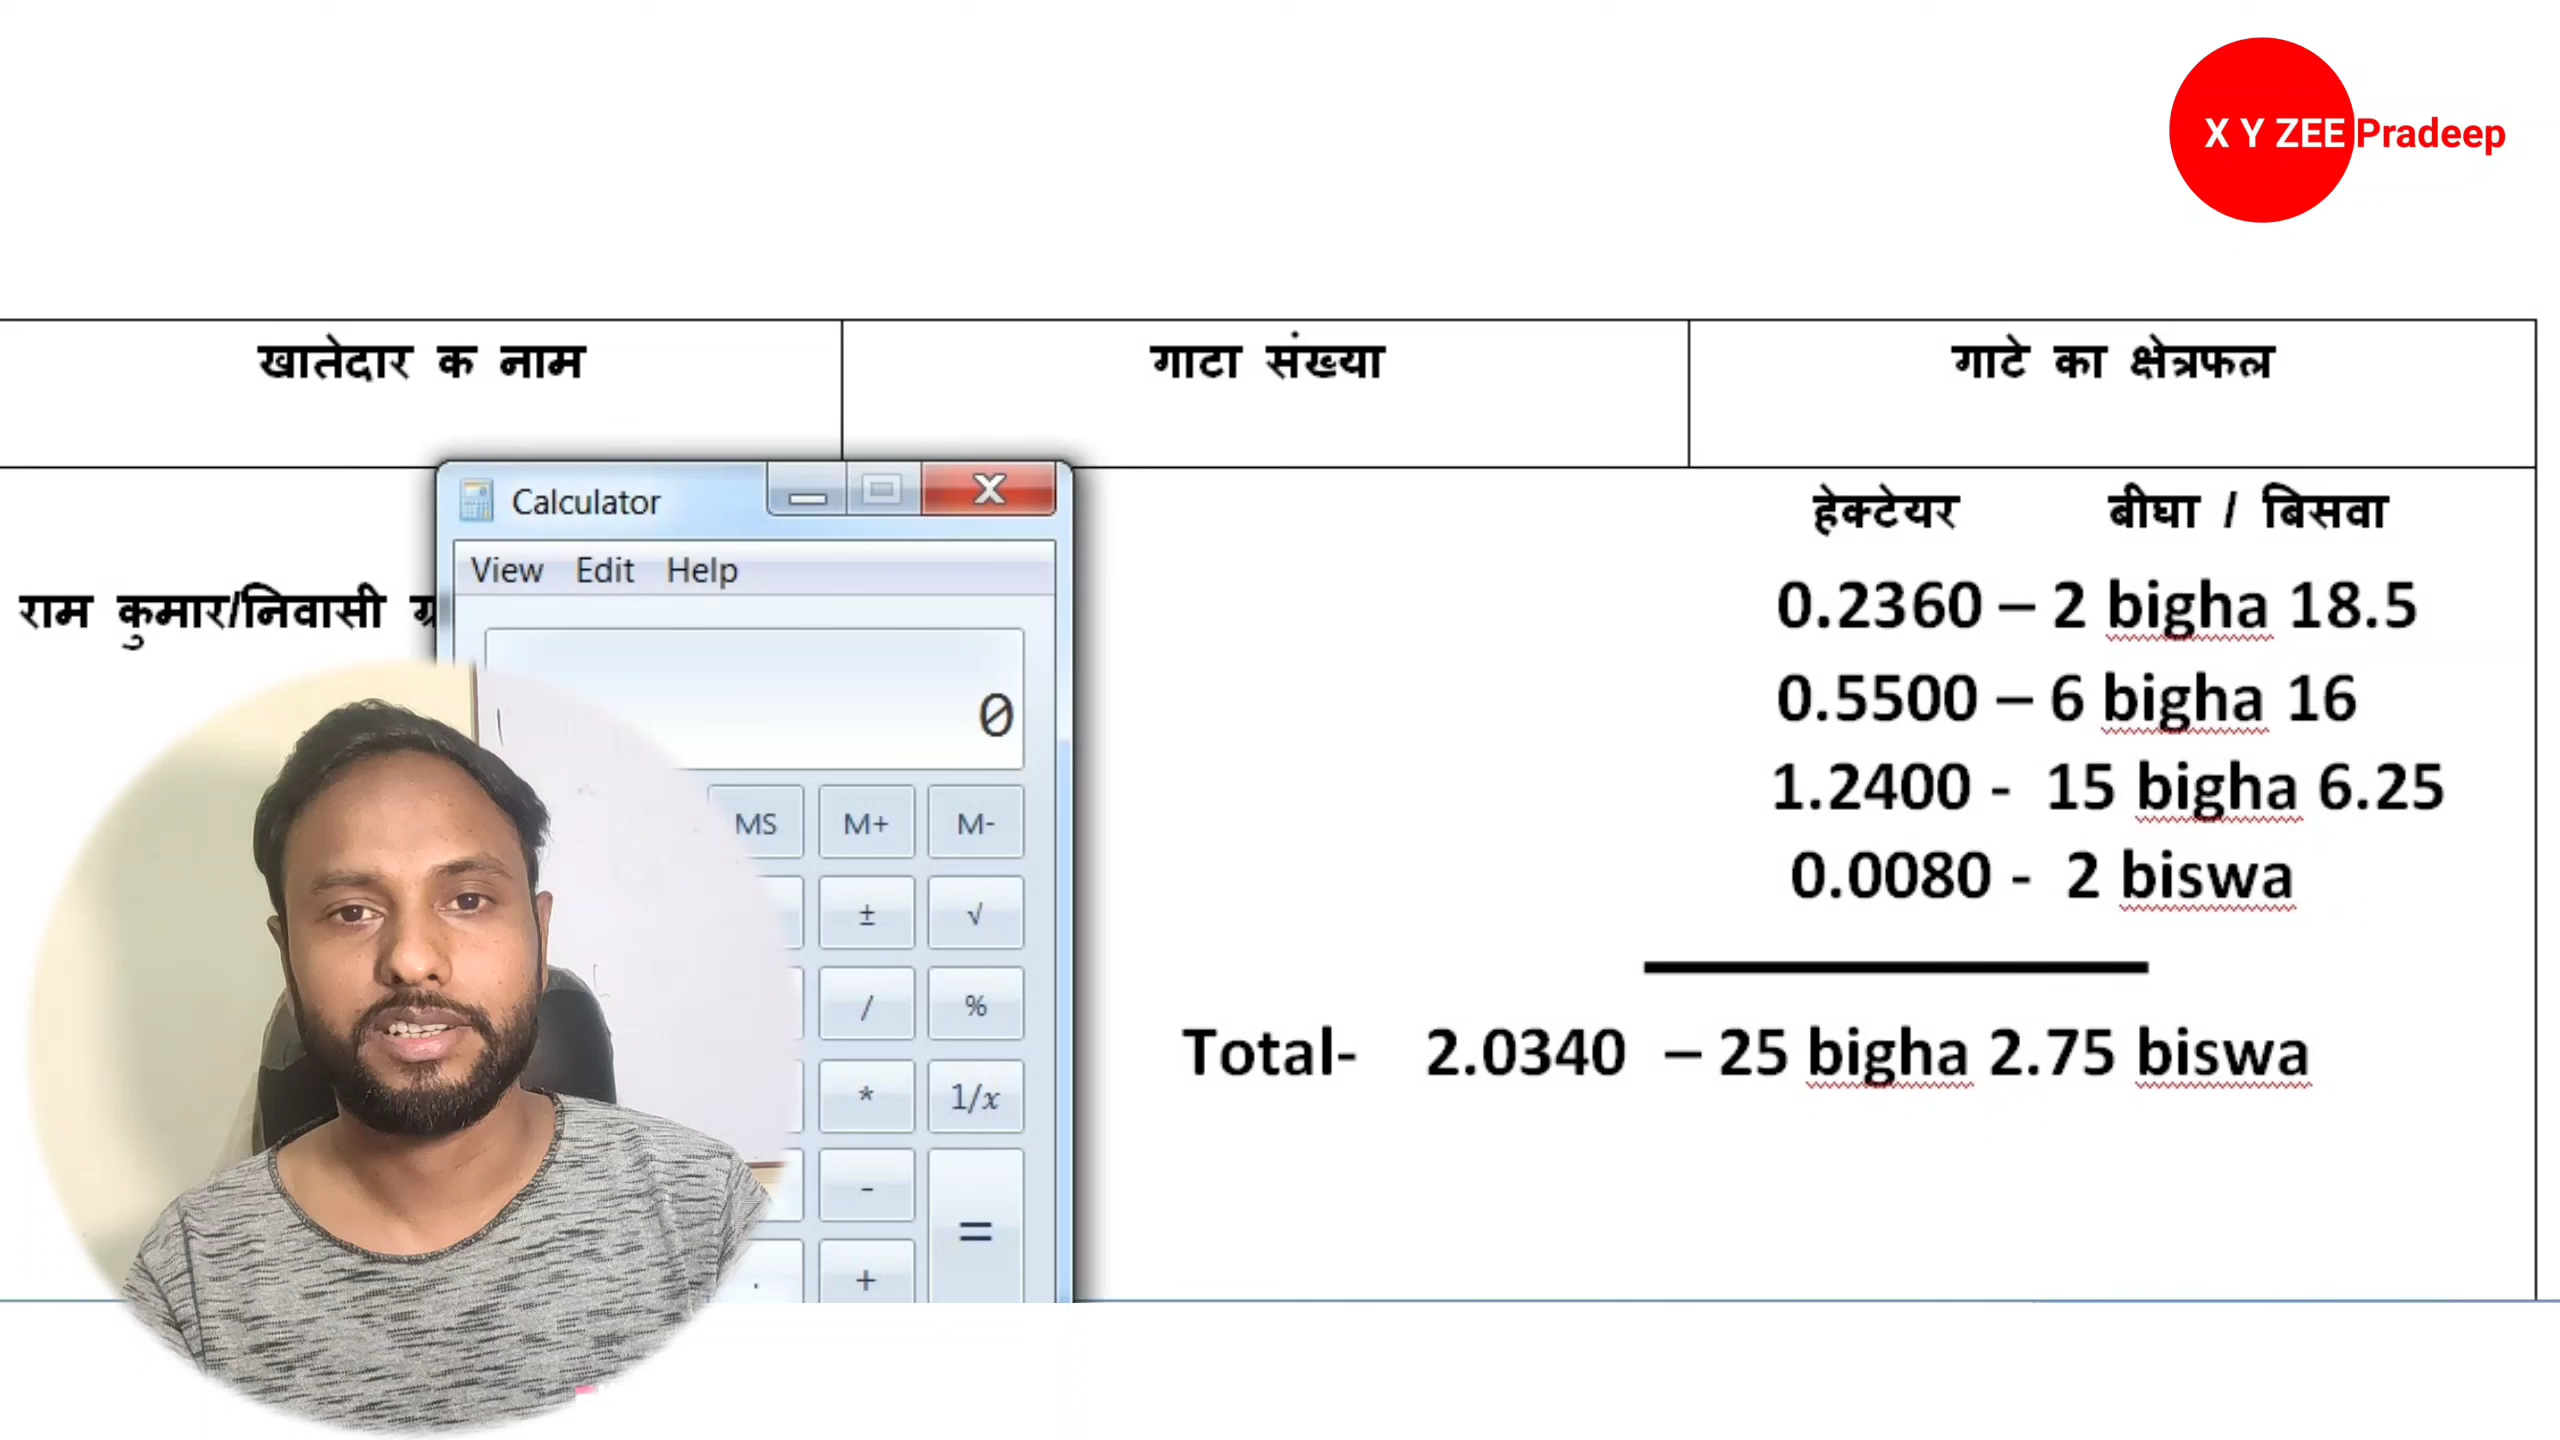 X Y ZEE Pradeep
खातेदार क नाम
गाटा संख्या
गाटे का क्षेत्रफल
Calculator
View Edit Help
0
MS M+ M-
± √
/ %
* 1/x
- =
. +
राम कुमार/निवासी
हेक्टेयर बीघा / बिसवा
0.2360 – 2 bigha 18.5
0.5500 – 6 bigha 16
1.2400 - 15 bigha 6.25
0.0080 - 2 biswa
Total- 2.0340 – 25 bigha 2.75 biswa